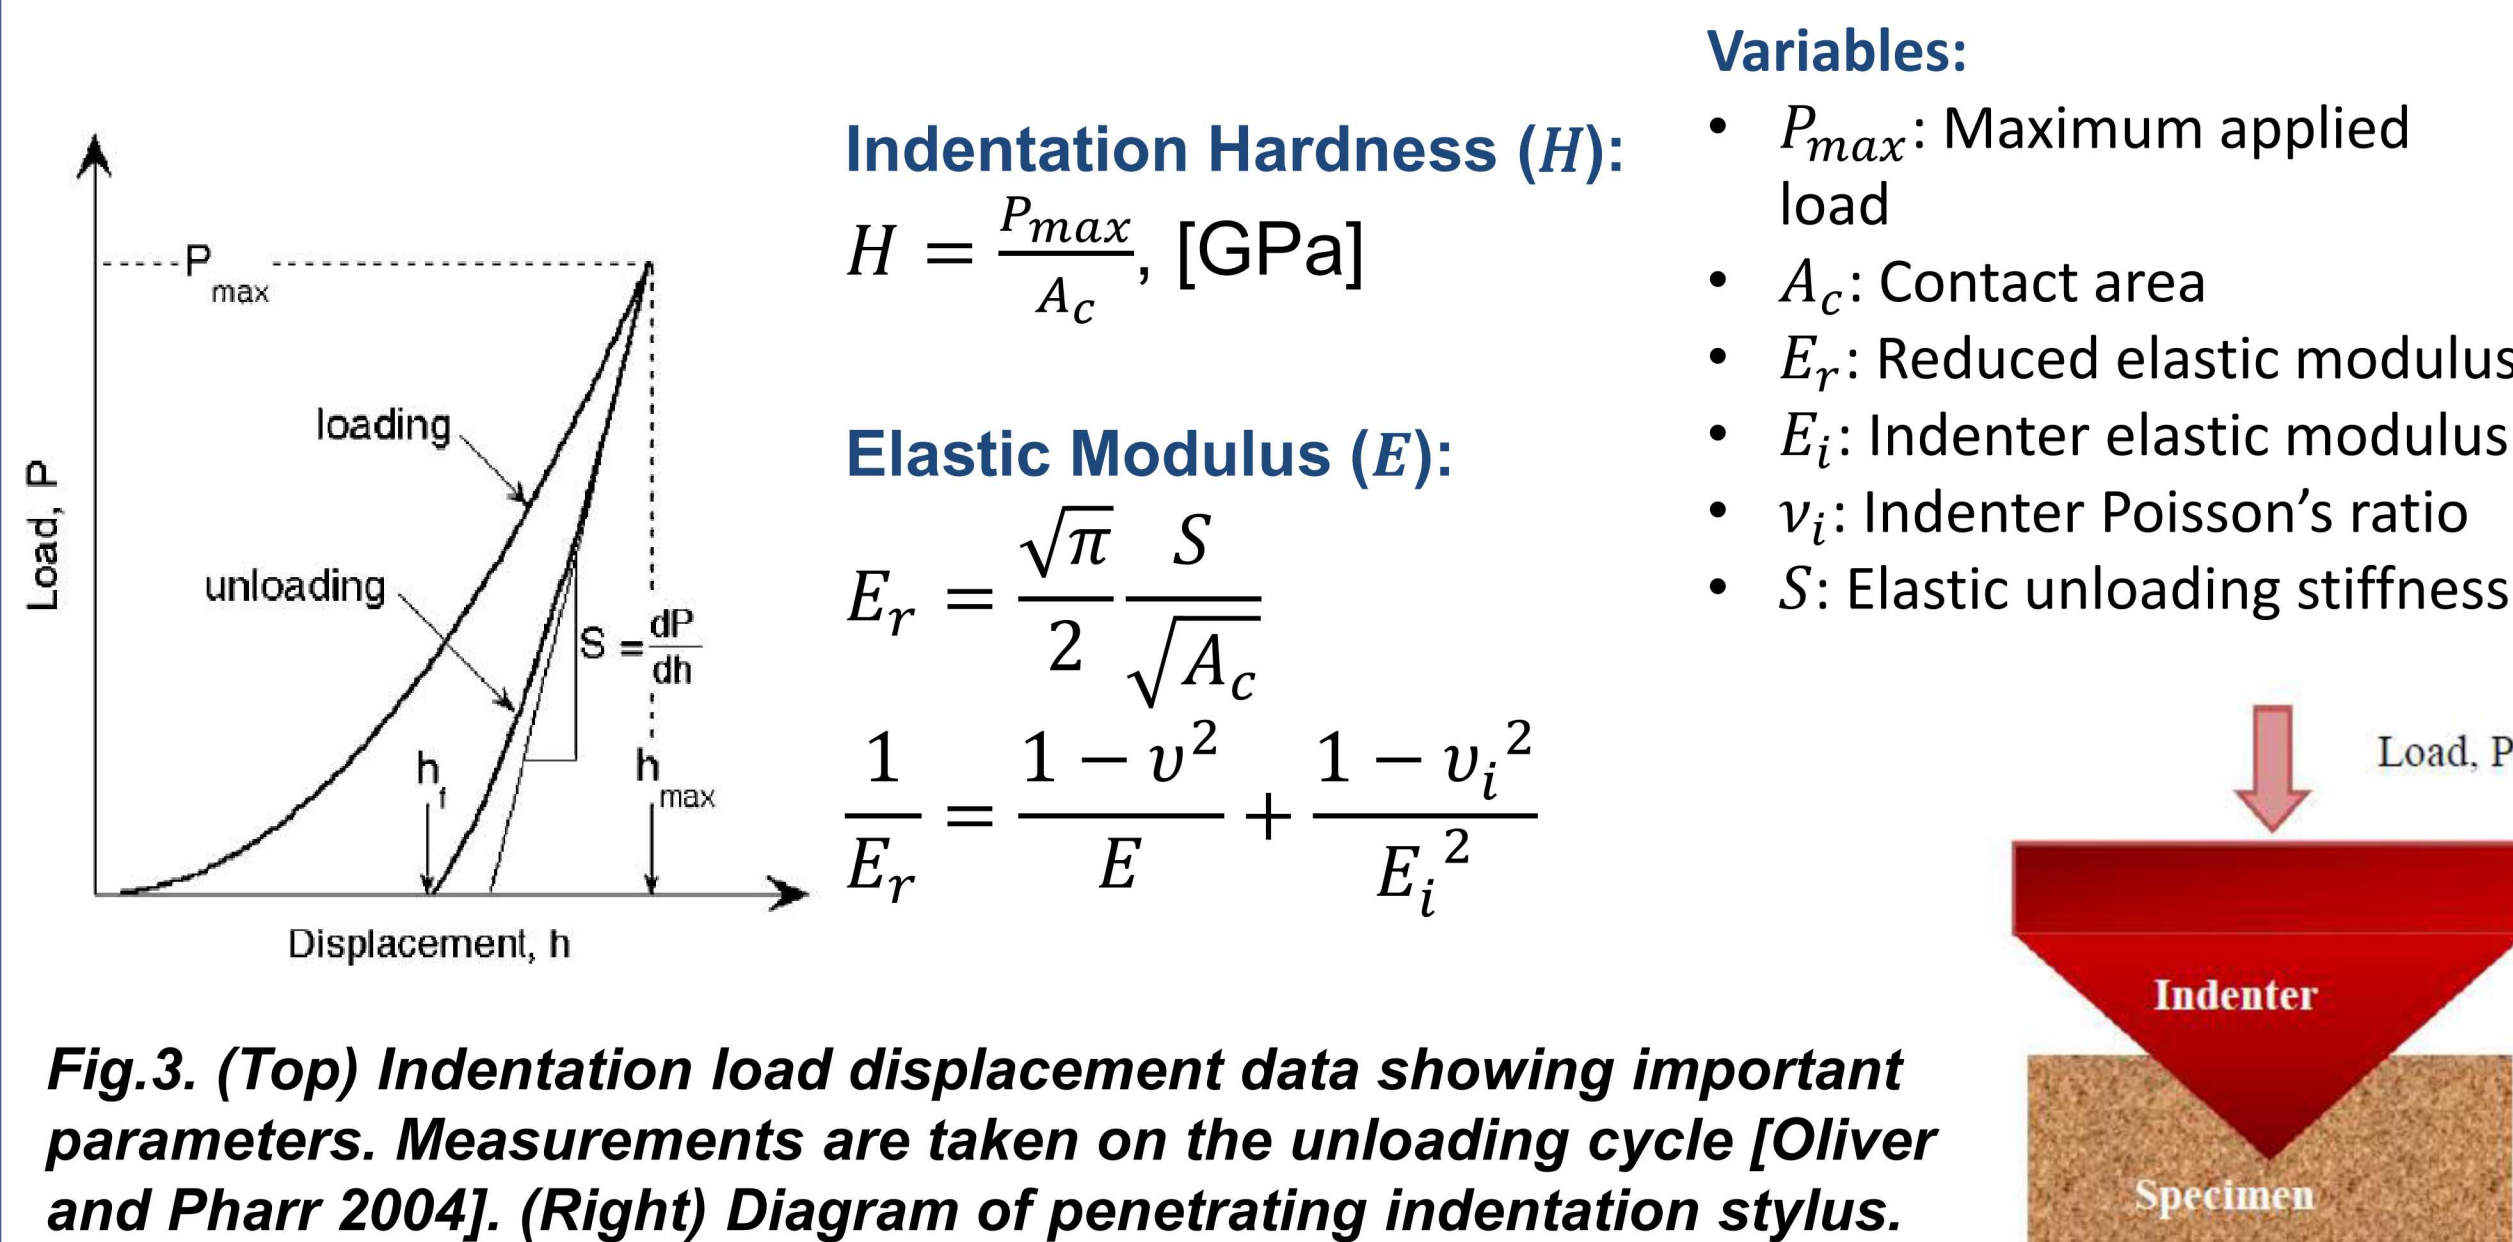 P_max
loading
unloading
S = dP/dh
h_f
h_max
Load, P
Displacement, h
Indentation Hardness (H):
H = P_max / A_c, [GPa]
Elastic Modulus (E):
E_r = √π/2 S/√A_c
1/E_r = (1 − υ²)/E + (1 − υ_i²)/E_i²
Variables:
• P_max: Maximum applied
load
• A_c: Contact area
• E_r: Reduced elastic modulus
• E_i: Indenter elastic modulus
• ν_i: Indenter Poisson’s ratio
• S: Elastic unloading stiffness
Load, P
Indenter
Specimen
Fig.3. (Top) Indentation load displacement data showing important
parameters. Measurements are taken on the unloading cycle [Oliver
and Pharr 2004]. (Right) Diagram of penetrating indentation stylus.